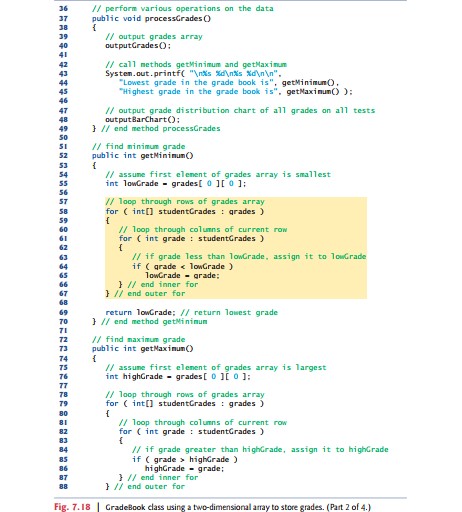 36 // perform various operations on the data
37 public void processGrades()
38 {
39 // output grades array
40 outputGrades();
41
42 // call methods getMinimum and getMaximum
43 System.out.printf( "\n%s %d\n%s %d\n\n",
44 "Lowest grade in the grade book is", getMinimum(),
45 "Highest grade in the grade book is", getMaximum() );
46
47 // output grade distribution chart of all grades on all tests
48 outputBarChart();
49 } // end method processGrades
50
51 // find minimum grade
52 public int getMinimum()
53 {
54 // assume first element of grades array is smallest
55 int lowGrade = grades[ 0 ][ 0 ];
56
57 // loop through rows of grades array
58 for ( int[] studentGrades : grades )
59 {
60 // loop through columns of current row
61 for ( int grade : studentGrades )
62 {
63 // if grade less than lowGrade, assign it to lowGrade
64 if ( grade < lowGrade )
65 lowGrade = grade;
66 } // end inner for
67 } // end outer for
68
69 return lowGrade; // return lowest grade
70 } // end method getMinimum
71
72 // find maximum grade
73 public int getMaximum()
74 {
75 // assume first element of grades array is largest
76 int highGrade = grades[ 0 ][ 0 ];
77
78 // loop through rows of grades array
79 for ( int[] studentGrades : grades )
80 {
81 // loop through columns of current row
82 for ( int grade : studentGrades )
83 {
84 // if grade greater than highGrade, assign it to highGrade
85 if ( grade > highGrade )
86 highGrade = grade;
87 } // end inner for
88 } // end outer for
Fig. 7.18 | GradeBook class using a two-dimensional array to store grades. (Part 2 of 4.)